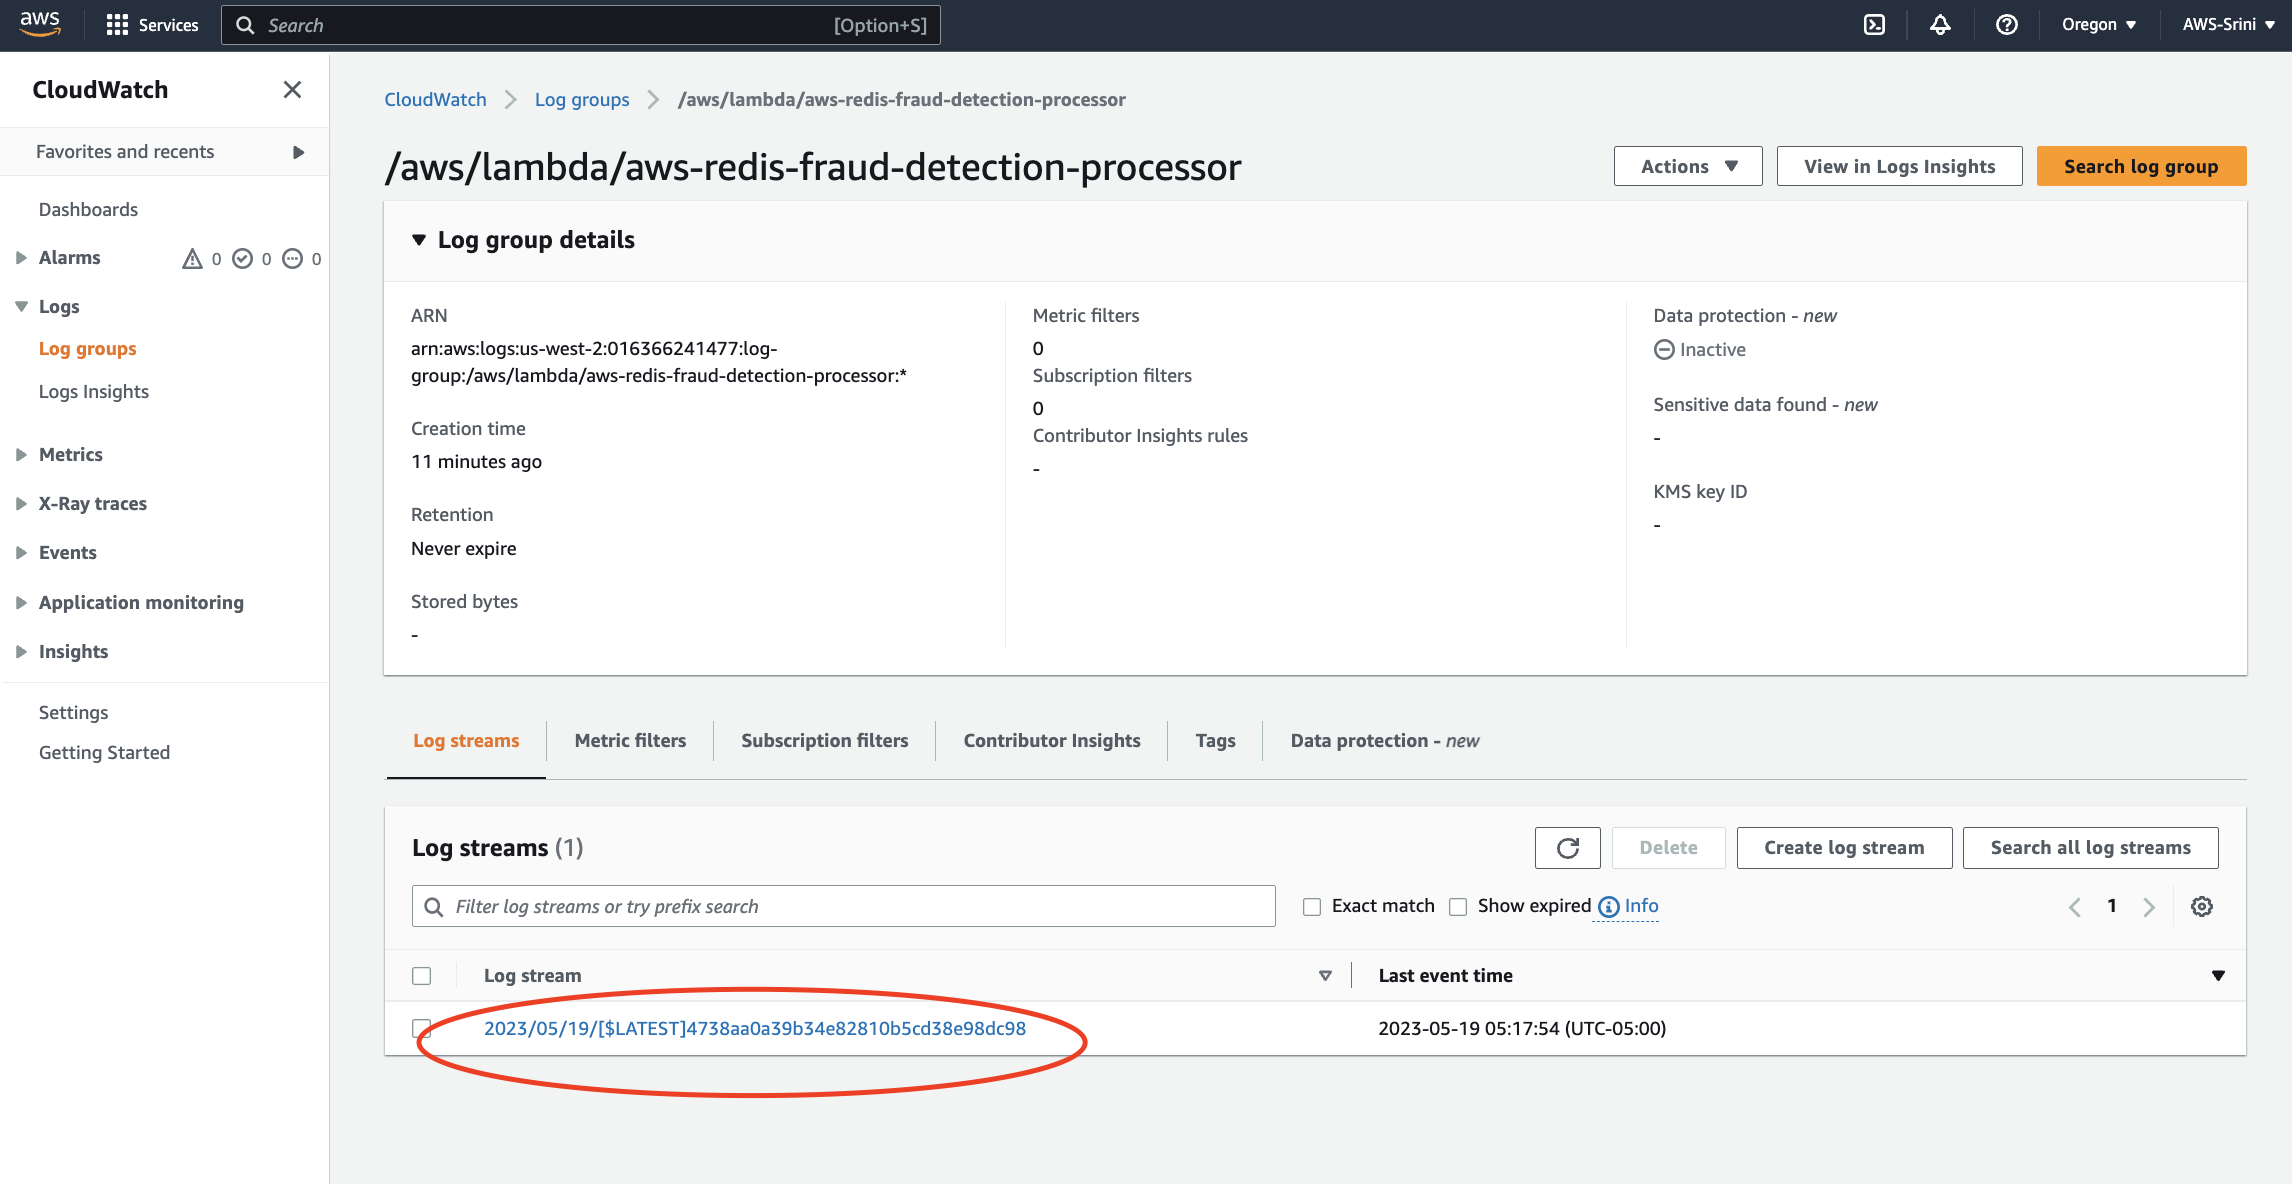 aws
Services
Search
[Option+S]
Oregon ▼
AWS-Srini ▼
CloudWatch
Favorites and recents
Dashboards
Alarms
0
0
0
Logs
Log groups
Logs Insights
Metrics
X-Ray traces
Events
Application monitoring
Insights
Settings
Getting Started
CloudWatch
Log groups
/aws/lambda/aws-redis-fraud-detection-processor
/aws/lambda/aws-redis-fraud-detection-processor
Actions ▼
View in Logs Insights
Search log group
▼ Log group details
ARN
arn:aws:logs:us-west-2:016366241477:log-
group:/aws/lambda/aws-redis-fraud-detection-processor:*
Creation time
11 minutes ago
Retention
Never expire
Stored bytes
-
Metric filters
0
Subscription filters
0
Contributor Insights rules
-
Data protection - new
Inactive
Sensitive data found - new
-
KMS key ID
-
Log streams
Metric filters
Subscription filters
Contributor Insights
Tags
Data protection - new
Log streams (1)
Delete
Create log stream
Search all log streams
Filter log streams or try prefix search
Exact match
Show expired
Info
1
Log stream
Last event time
2023/05/19/[$LATEST]4738aa0a39b34e82810b5cd38e98dc98
2023-05-19 05:17:54 (UTC-05:00)